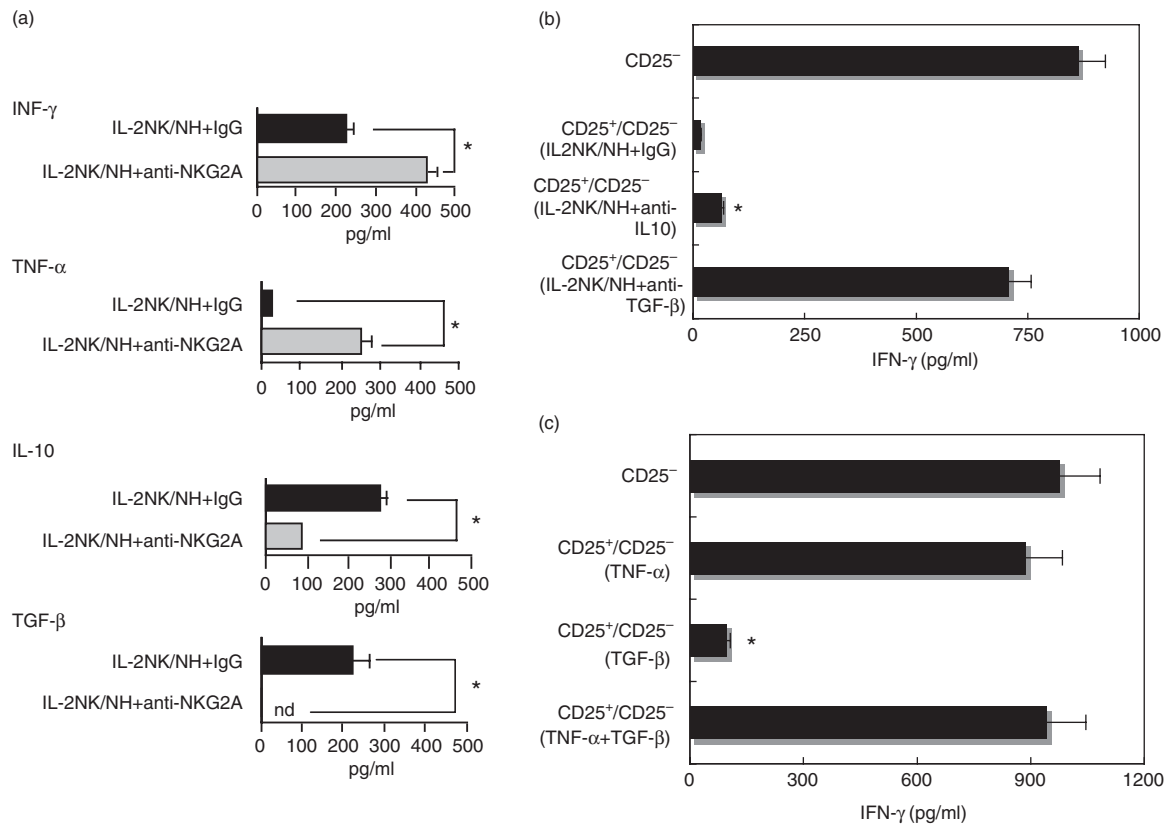 (a)
INF-γ
IL-2NK/NH+IgG
IL-2NK/NH+anti-NKG2A
*
0 100 200 300 400 500
pg/ml
TNF-α
IL-2NK/NH+IgG
IL-2NK/NH+anti-NKG2A
*
0 100 200 300 400 500
pg/ml
IL-10
IL-2NK/NH+IgG
IL-2NK/NH+anti-NKG2A
*
0 100 200 300 400 500
pg/ml
TGF-β
IL-2NK/NH+IgG
IL-2NK/NH+anti-NKG2A
nd
*
0 100 200 300 400 500
pg/ml
(b)
CD25⁻
CD25⁺/CD25⁻
(IL2NK/NH+IgG)
CD25⁺/CD25⁻
(IL-2NK/NH+anti-
IL10)
*
CD25⁺/CD25⁻
(IL-2NK/NH+anti-
TGF-β)
0 250 500 750 1000
IFN-γ (pg/ml)
(c)
CD25⁻
CD25⁺/CD25⁻
(TNF-α)
CD25⁺/CD25⁻
(TGF-β)
*
CD25⁺/CD25⁻
(TNF-α+TGF-β)
0 300 600 900 1200
IFN-γ (pg/ml)